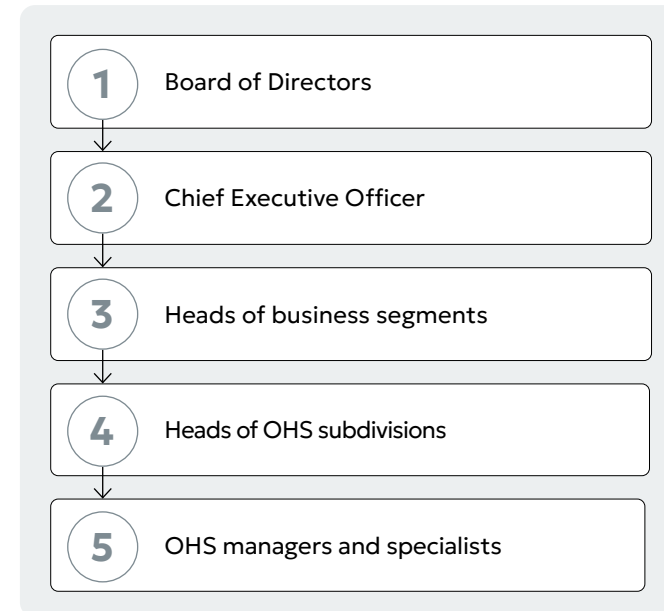 1
Board of Directors
2
Chief Executive Officer
3
Heads of business segments
4
Heads of OHS subdivisions
5
OHS managers and specialists